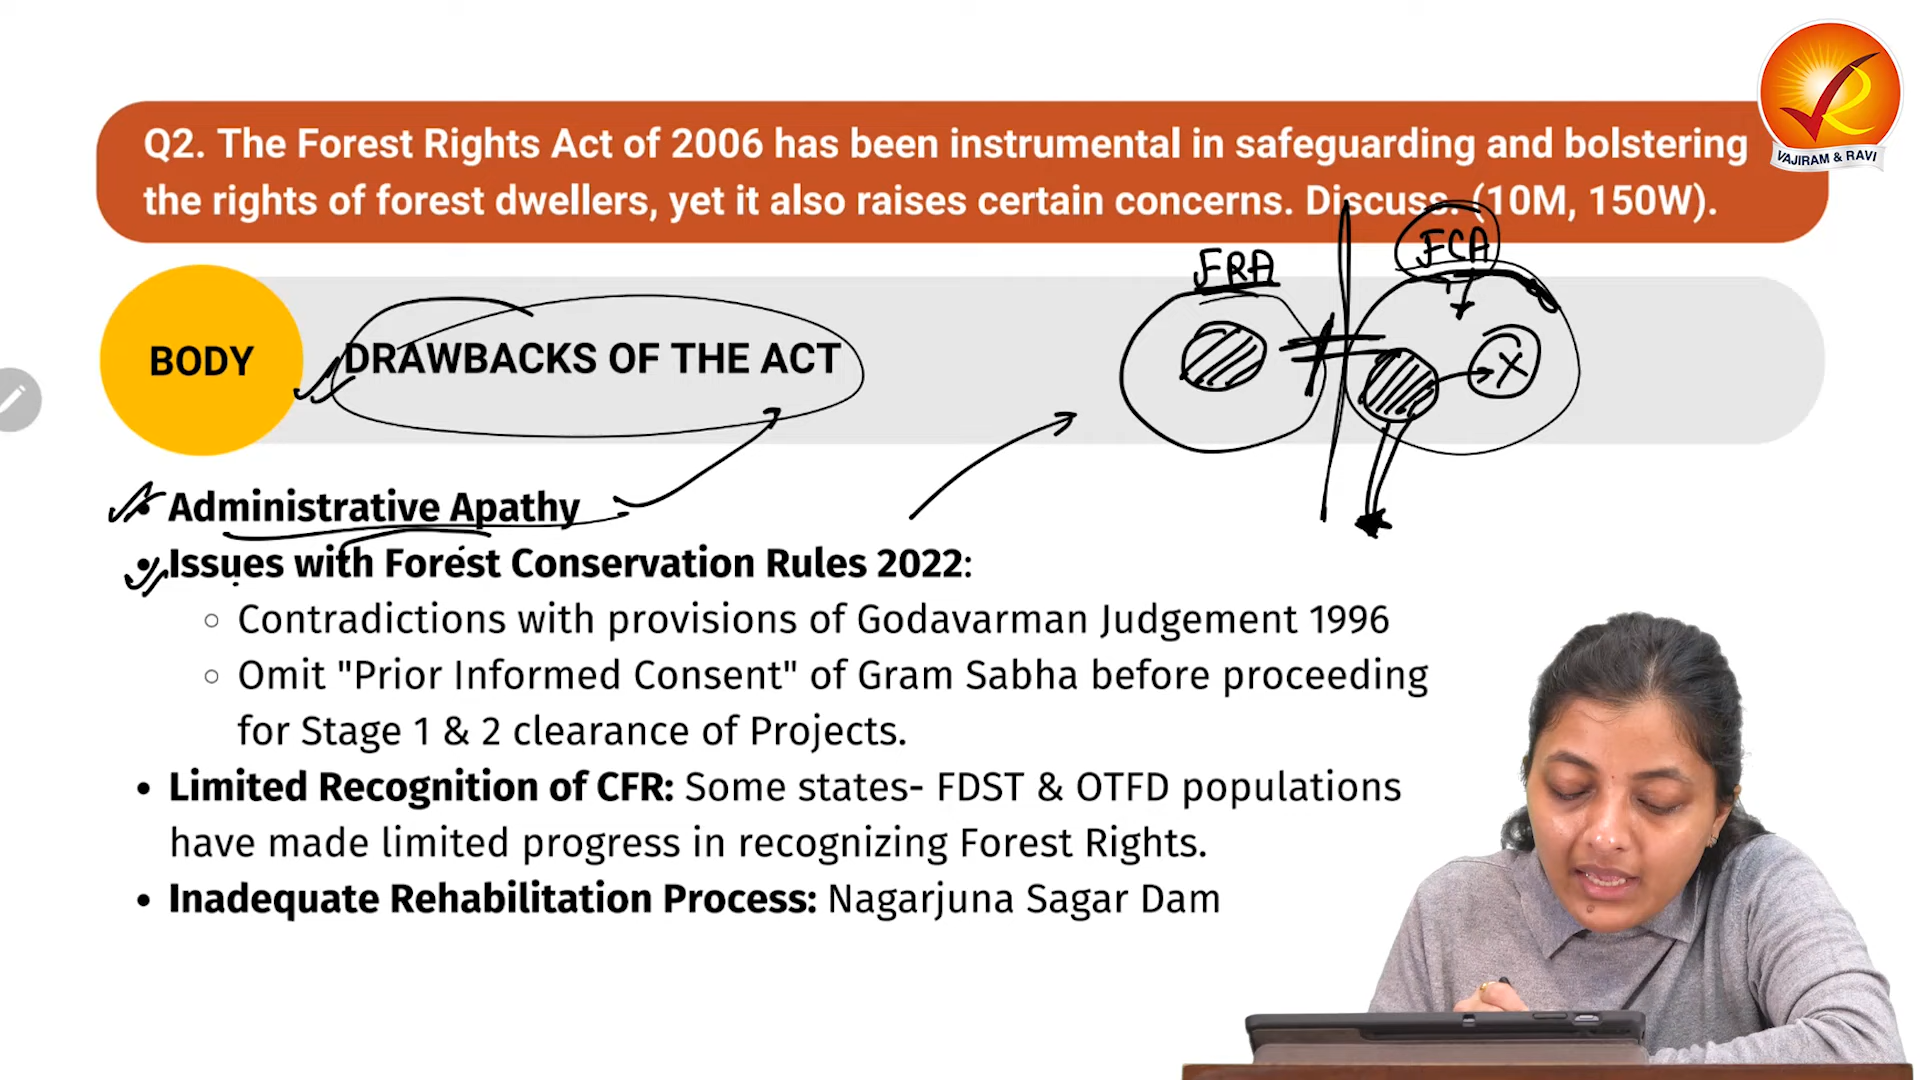 VAJIRAM & RAVI
Q2. The Forest Rights Act of 2006 has been instrumental in safeguarding and bolstering
the rights of forest dwellers, yet it also raises certain concerns. Discuss. (10M, 150W).
FRA
FCA
BODY
DRAWBACKS OF THE ACT
X
• Administrative Apathy
• Issues with Forest Conservation Rules 2022:
○ Contradictions with provisions of Godavarman Judgement 1996
○ Omit "Prior Informed Consent" of Gram Sabha before proceeding
for Stage 1 & 2 clearance of Projects.
• Limited Recognition of CFR: Some states- FDST & OTFD populations
have made limited progress in recognizing Forest Rights.
• Inadequate Rehabilitation Process: Nagarjuna Sagar Dam